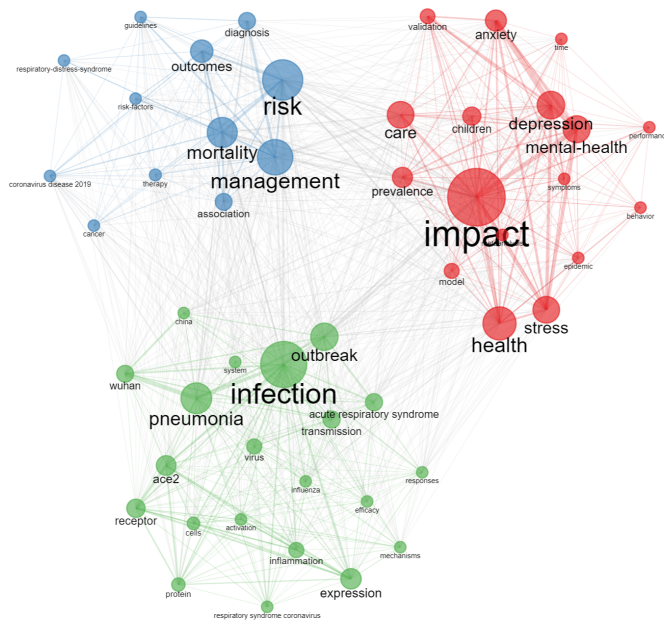 guidelines
diagnosis
validation
anxiety
time
respiratory-distress-syndrome
outcomes
risk
risk-factors
care
children
depression
performance
mortality
mental-health
management
coronavirus disease 2019
therapy
prevalence
symptoms
association
behavior
cancer
impact
model
epidemic
china
stress
health
outbreak
system
wuhan
infection
pneumonia
acute respiratory syndrome
transmission
virus
ace2
responses
influenza
receptor
efficacy
cells
activation
mechanisms
inflammation
protein
expression
respiratory syndrome coronavirus